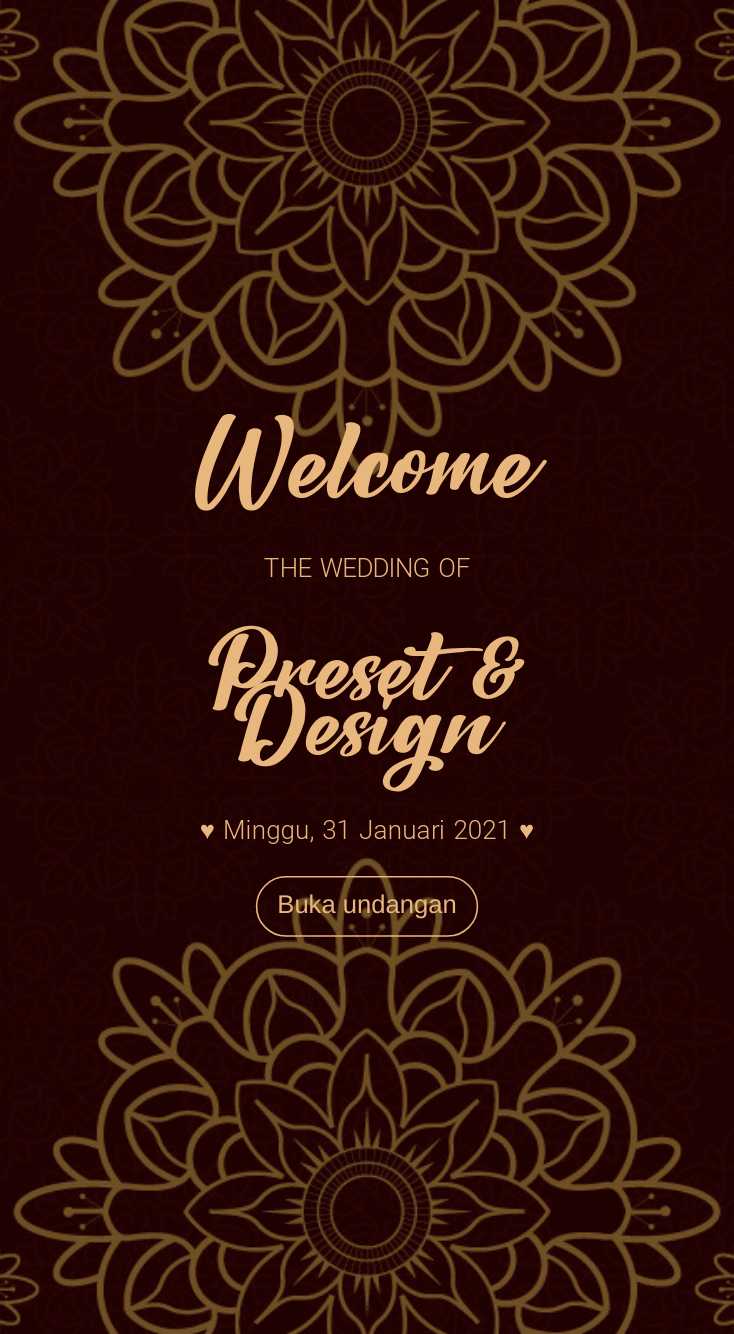 Welcome
THE WEDDING OF
Preset &
Design
♥ Minggu, 31 Januari 2021 ♥
Buka undangan